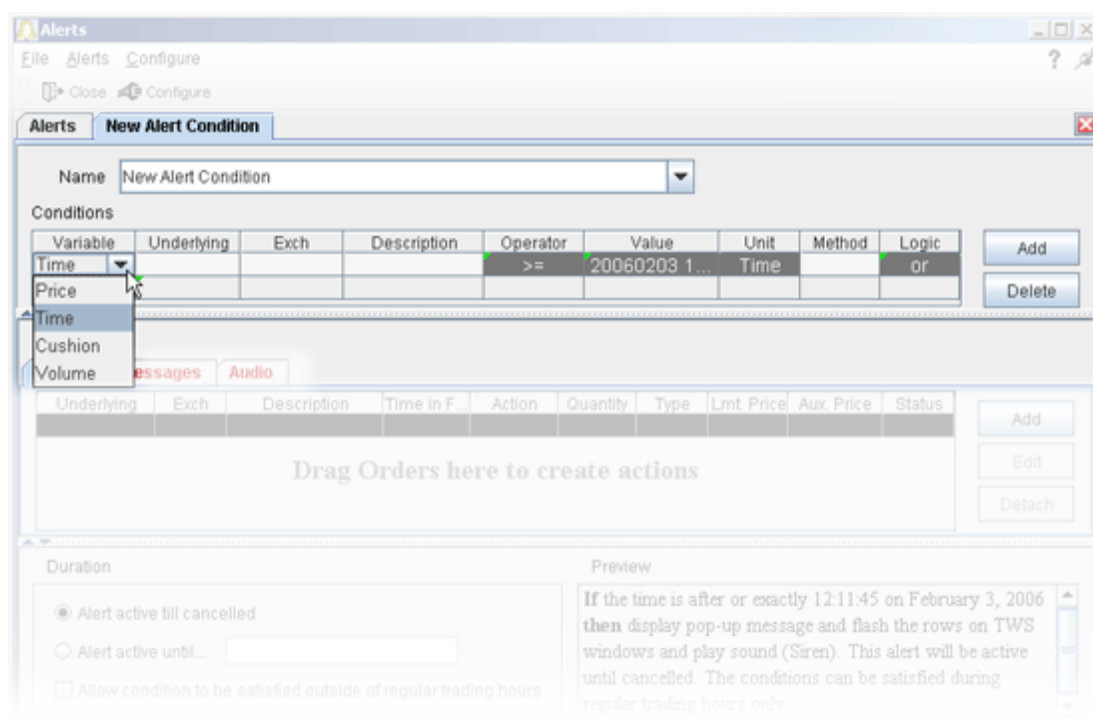 Alerts
File Alerts Configure ?
Close Configure
Alerts New Alert Condition
Name New Alert Condition
Conditions
Variable Underlying Exch Description Operator Value Unit Method Logic Add
Time >= 20060203 1... Time or
Price Delete
Time
Cushion
Volume essages Audio
Underlying Exch Description Time in F... Action Quantity Type Lmt. Price Aux. Price Status
Add
Drag Orders here to create actions Edit
Detach
Duration Preview
Alert active till cancelled If the time is after or exactly 12:11:45 on February 3, 2006
then display pop-up message and flash the rows on TWS
Alert active until... windows and play sound (Siren). This alert will be active
until cancelled. The conditions can be satisfied during
Allow condition to be satisfied outside of regular trading hours regular trading hours only.